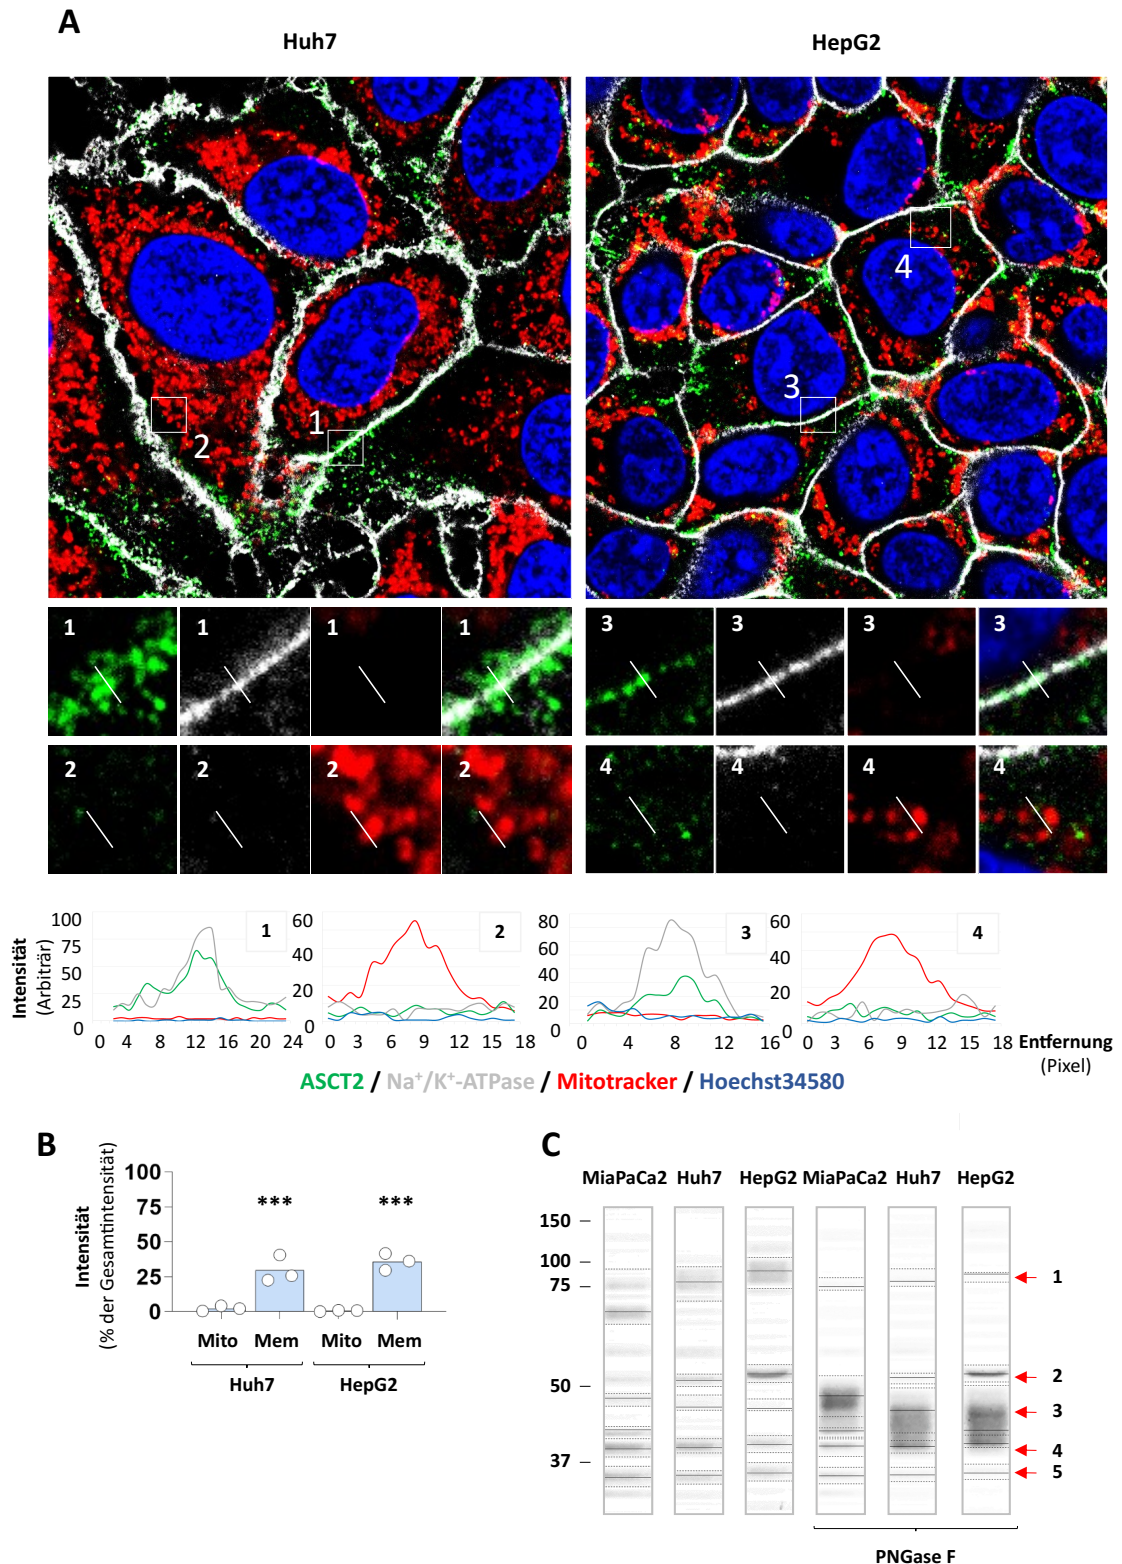 A
Huh7
HepG2
1
2
3
4
1 1 1 1
3 3 3 3
2 2 2 2
4 4 4 4
Intensität
(Arbiträr)
100
75
50
25
0
1
0 4 8 12 16 20 24
60
40
20
0
2
0 3 6 9 12 15 18
80
60
40
20
0
3
0 3 6 9 12 16
60
40
20
0
4
0 3 6 9 12 15 18
Entfernung
(Pixel)
ASCT2 / Na⁺/K⁺-ATPase / Mitotracker / Hoechst34580
B
Intensität
(% der Gesamtintensität)
100
75
50
25
0
*** ***
Mito Mem Mito Mem
Huh7 HepG2
C
MiaPaCa2 Huh7 HepG2 MiaPaCa2 Huh7 HepG2
150
100
75
50
37
1
2
3
4
5
PNGase F